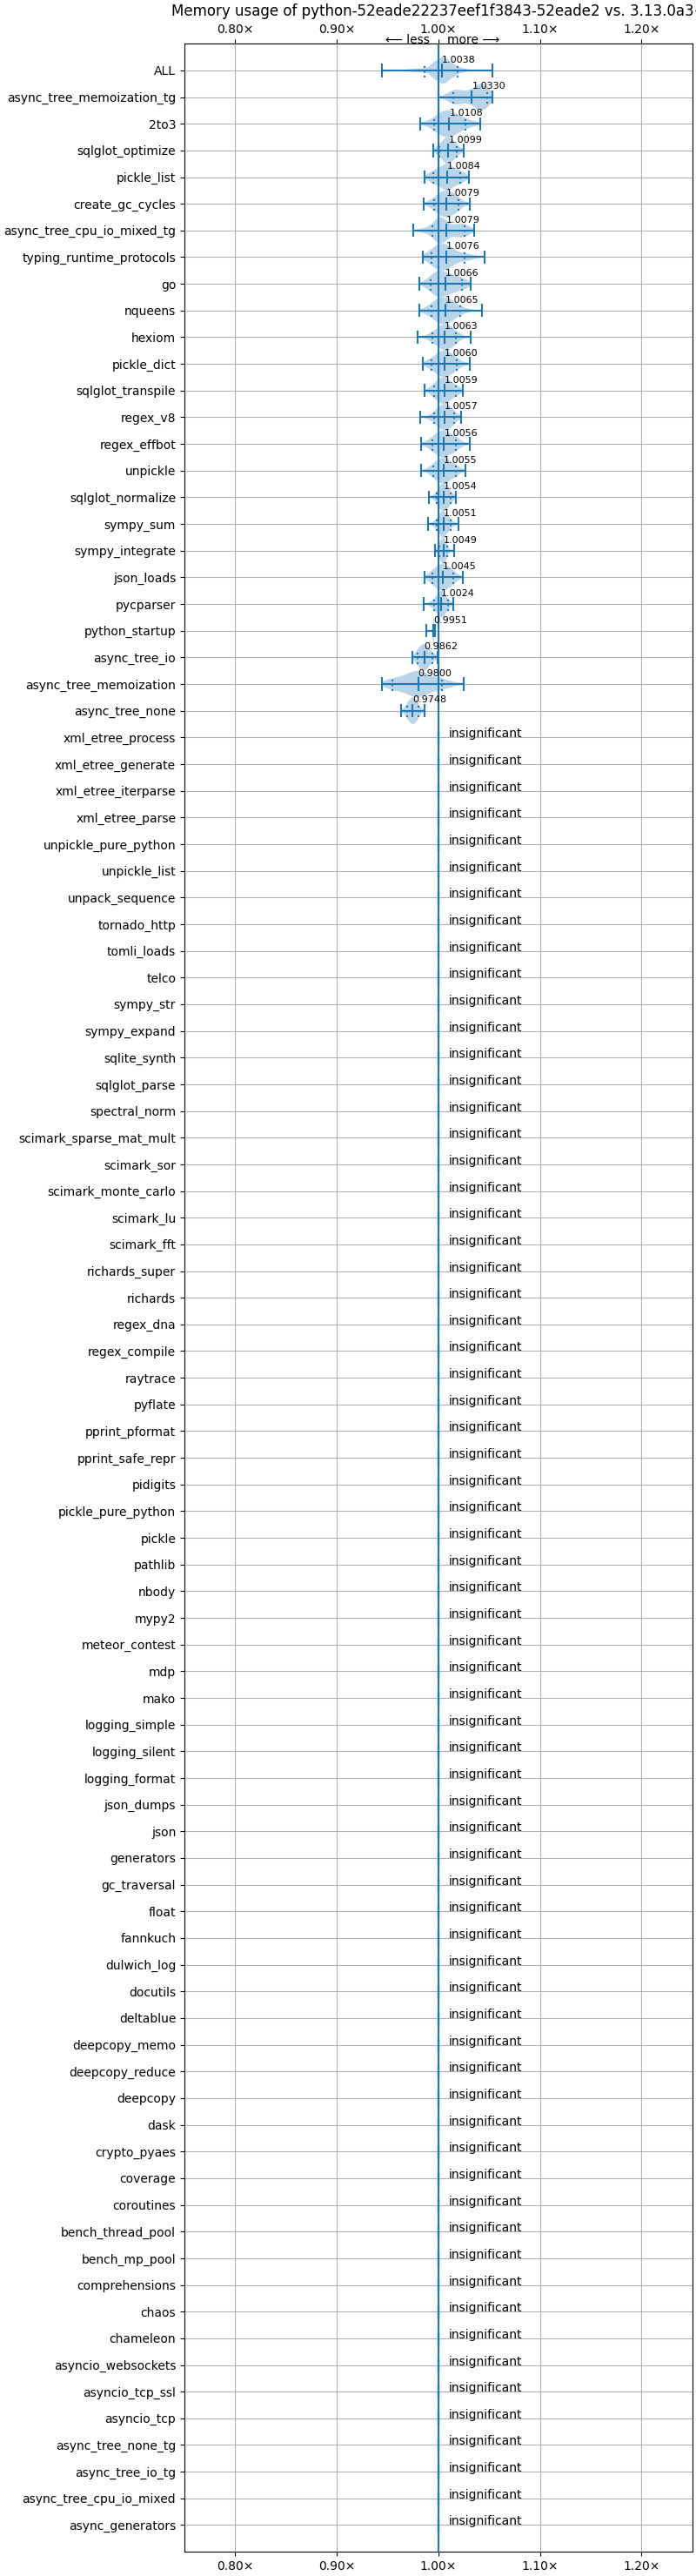 Memory usage of python-52eade22237eef1f3843-52eade2 vs. 3.13.0a3-
0.80× 0.90× 1.00× 1.10× 1.20×
⟵ less more ⟶
ALL 1.0038
async_tree_memoization_tg 1.0330
2to3 1.0108
sqlglot_optimize 1.0099
pickle_list 1.0084
create_gc_cycles 1.0079
async_tree_cpu_io_mixed_tg 1.0079
typing_runtime_protocols 1.0076
go 1.0066
nqueens 1.0065
hexiom 1.0063
pickle_dict 1.0060
sqlglot_transpile 1.0059
regex_v8 1.0057
regex_effbot 1.0056
unpickle 1.0055
sqlglot_normalize 1.0054
sympy_sum 1.0051
sympy_integrate 1.0049
json_loads 1.0045
pycparser 1.0024
python_startup 0.9951
async_tree_io 0.9862
async_tree_memoization 0.9800
async_tree_none 0.9748
xml_etree_process insignificant
xml_etree_generate insignificant
xml_etree_iterparse insignificant
xml_etree_parse insignificant
unpickle_pure_python insignificant
unpickle_list insignificant
unpack_sequence insignificant
tornado_http insignificant
tomli_loads insignificant
telco insignificant
sympy_str insignificant
sympy_expand insignificant
sqlite_synth insignificant
sqlglot_parse insignificant
spectral_norm insignificant
scimark_sparse_mat_mult insignificant
scimark_sor insignificant
scimark_monte_carlo insignificant
scimark_lu insignificant
scimark_fft insignificant
richards_super insignificant
richards insignificant
regex_dna insignificant
regex_compile insignificant
raytrace insignificant
pyflate insignificant
pprint_pformat insignificant
pprint_safe_repr insignificant
pidigits insignificant
pickle_pure_python insignificant
pickle insignificant
pathlib insignificant
nbody insignificant
mypy2 insignificant
meteor_contest insignificant
mdp insignificant
mako insignificant
logging_simple insignificant
logging_silent insignificant
logging_format insignificant
json_dumps insignificant
json insignificant
generators insignificant
gc_traversal insignificant
float insignificant
fannkuch insignificant
dulwich_log insignificant
docutils insignificant
deltablue insignificant
deepcopy_memo insignificant
deepcopy_reduce insignificant
deepcopy insignificant
dask insignificant
crypto_pyaes insignificant
coverage insignificant
coroutines insignificant
bench_thread_pool insignificant
bench_mp_pool insignificant
comprehensions insignificant
chaos insignificant
chameleon insignificant
asyncio_websockets insignificant
asyncio_tcp_ssl insignificant
asyncio_tcp insignificant
async_tree_none_tg insignificant
async_tree_io_tg insignificant
async_tree_cpu_io_mixed insignificant
async_generators insignificant
0.80× 0.90× 1.00× 1.10× 1.20×